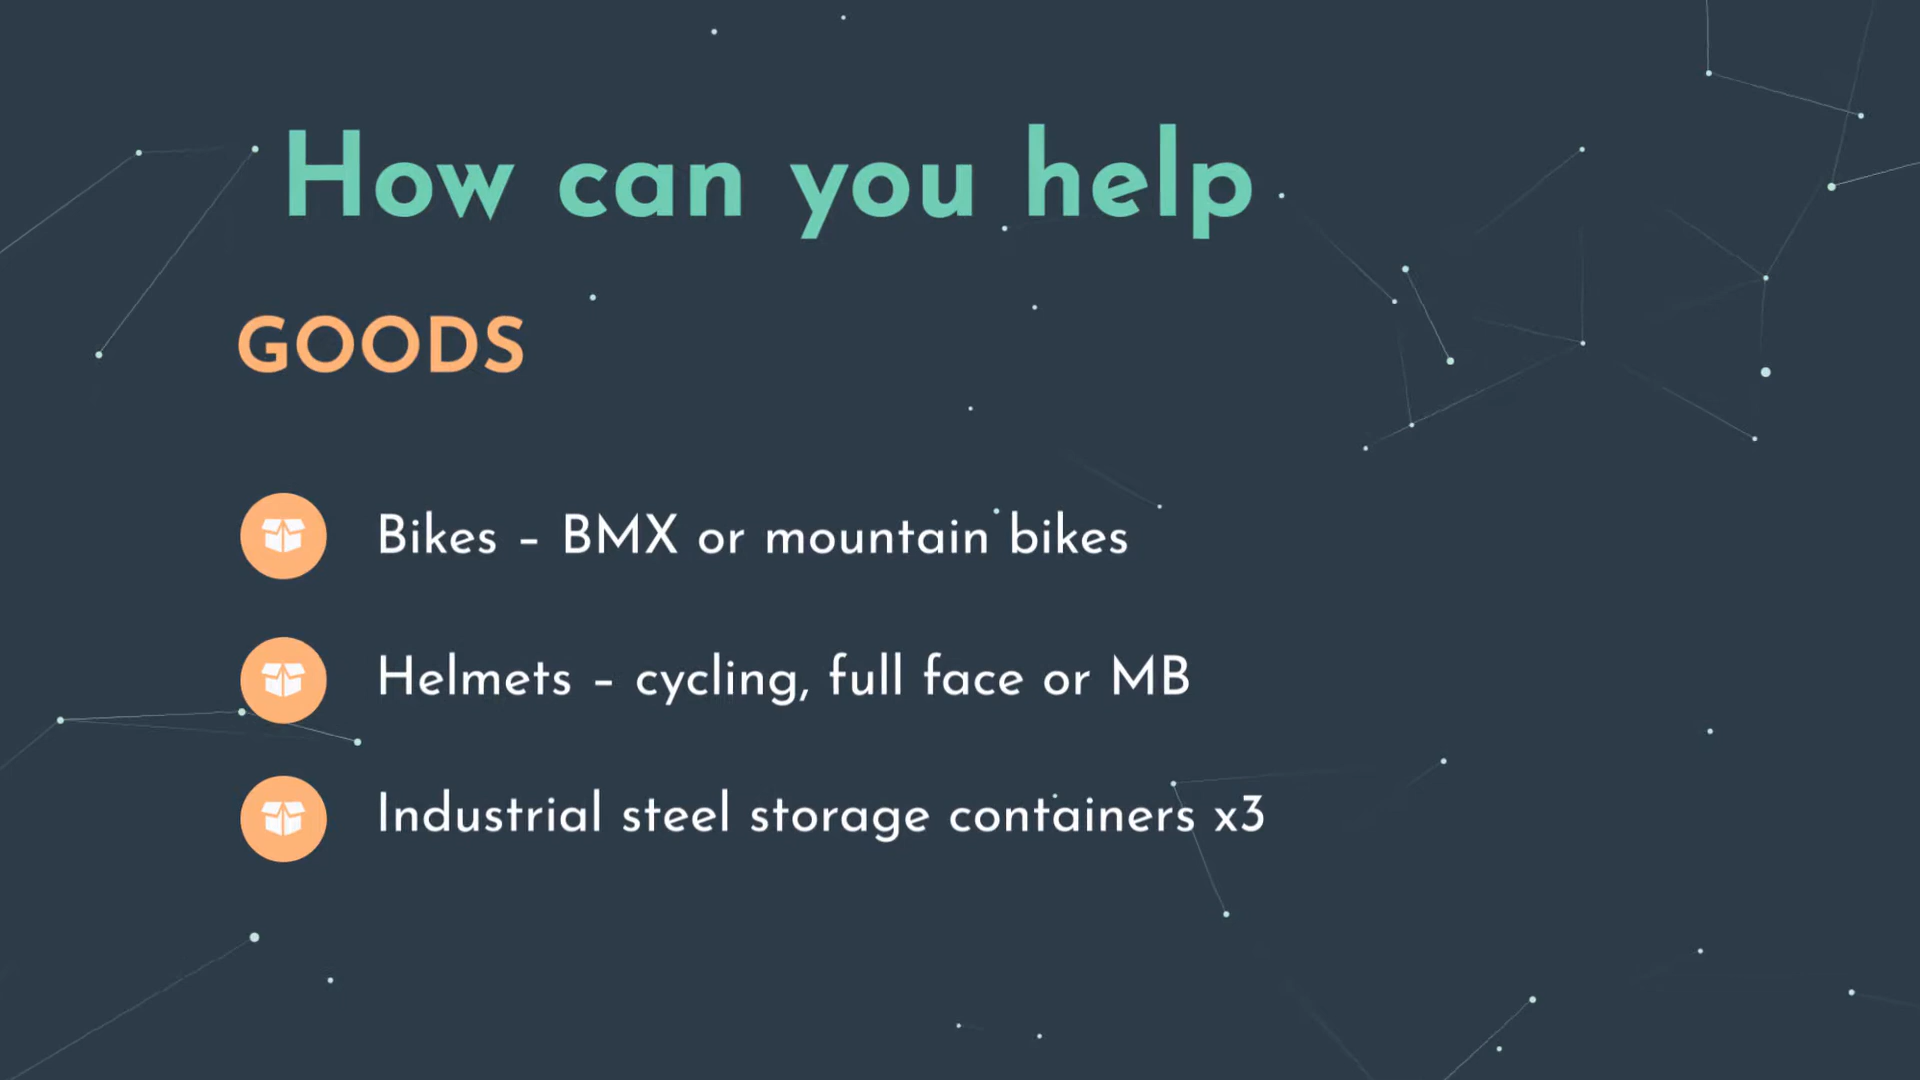 How can you help
GOODS
Bikes – BMX or mountain bikes
Helmets – cycling, full face or MB
Industrial steel storage containers x3